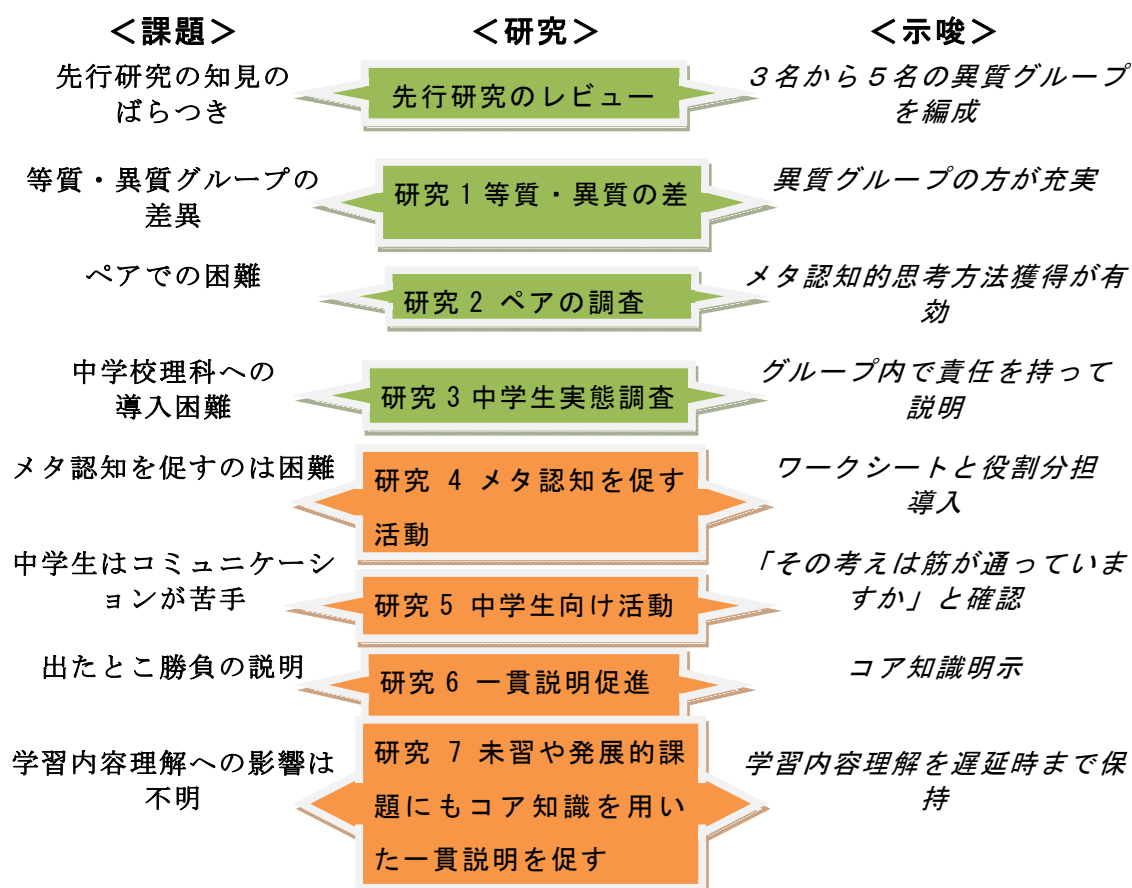 ＜課題＞
＜研究＞
＜示唆＞
先行研究の知見の
ばらつき
先行研究のレビュー
３名から５名の異質グループ
を編成
等質・異質グループの
差異
研究１等質・異質の差
異質グループの方が充実
ペアでの困難
研究２ ペアの調査
メタ認知的思考方法獲得が有
効
中学校理科への
導入困難
研究３中学生実態調査
グループ内で責任を持って
説明
メタ認知を促すのは困難
研究 ４ メタ認知を促す
活動
ワークシートと役割分担
導入
中学生はコミュニケーシ
ョンが苦手
研究５ 中学生向け活動
「その考えは筋が通っていま
すか」と確認
出たとこ勝負の説明
研究６ 一貫説明促進
コア知識明示
学習内容理解への影響は
不明
研究 ７ 未習や発展的課
題にもコア知識を用い
た一貫説明を促す
学習内容理解を遅延時まで保
持